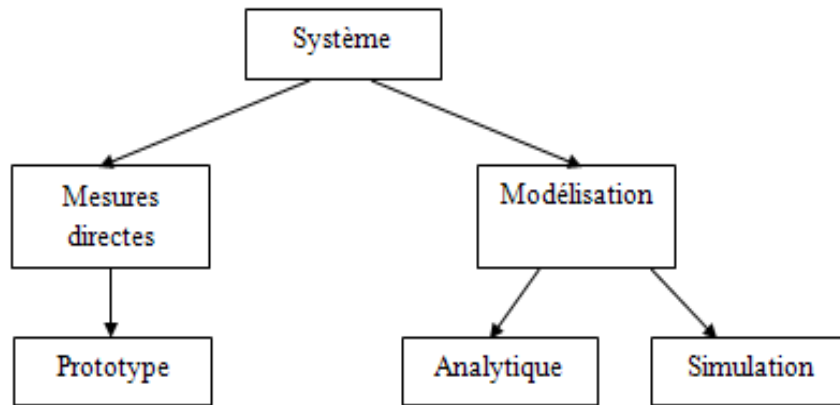 Système
Mesures
directes
Modélisation
Prototype
Analytique
Simulation